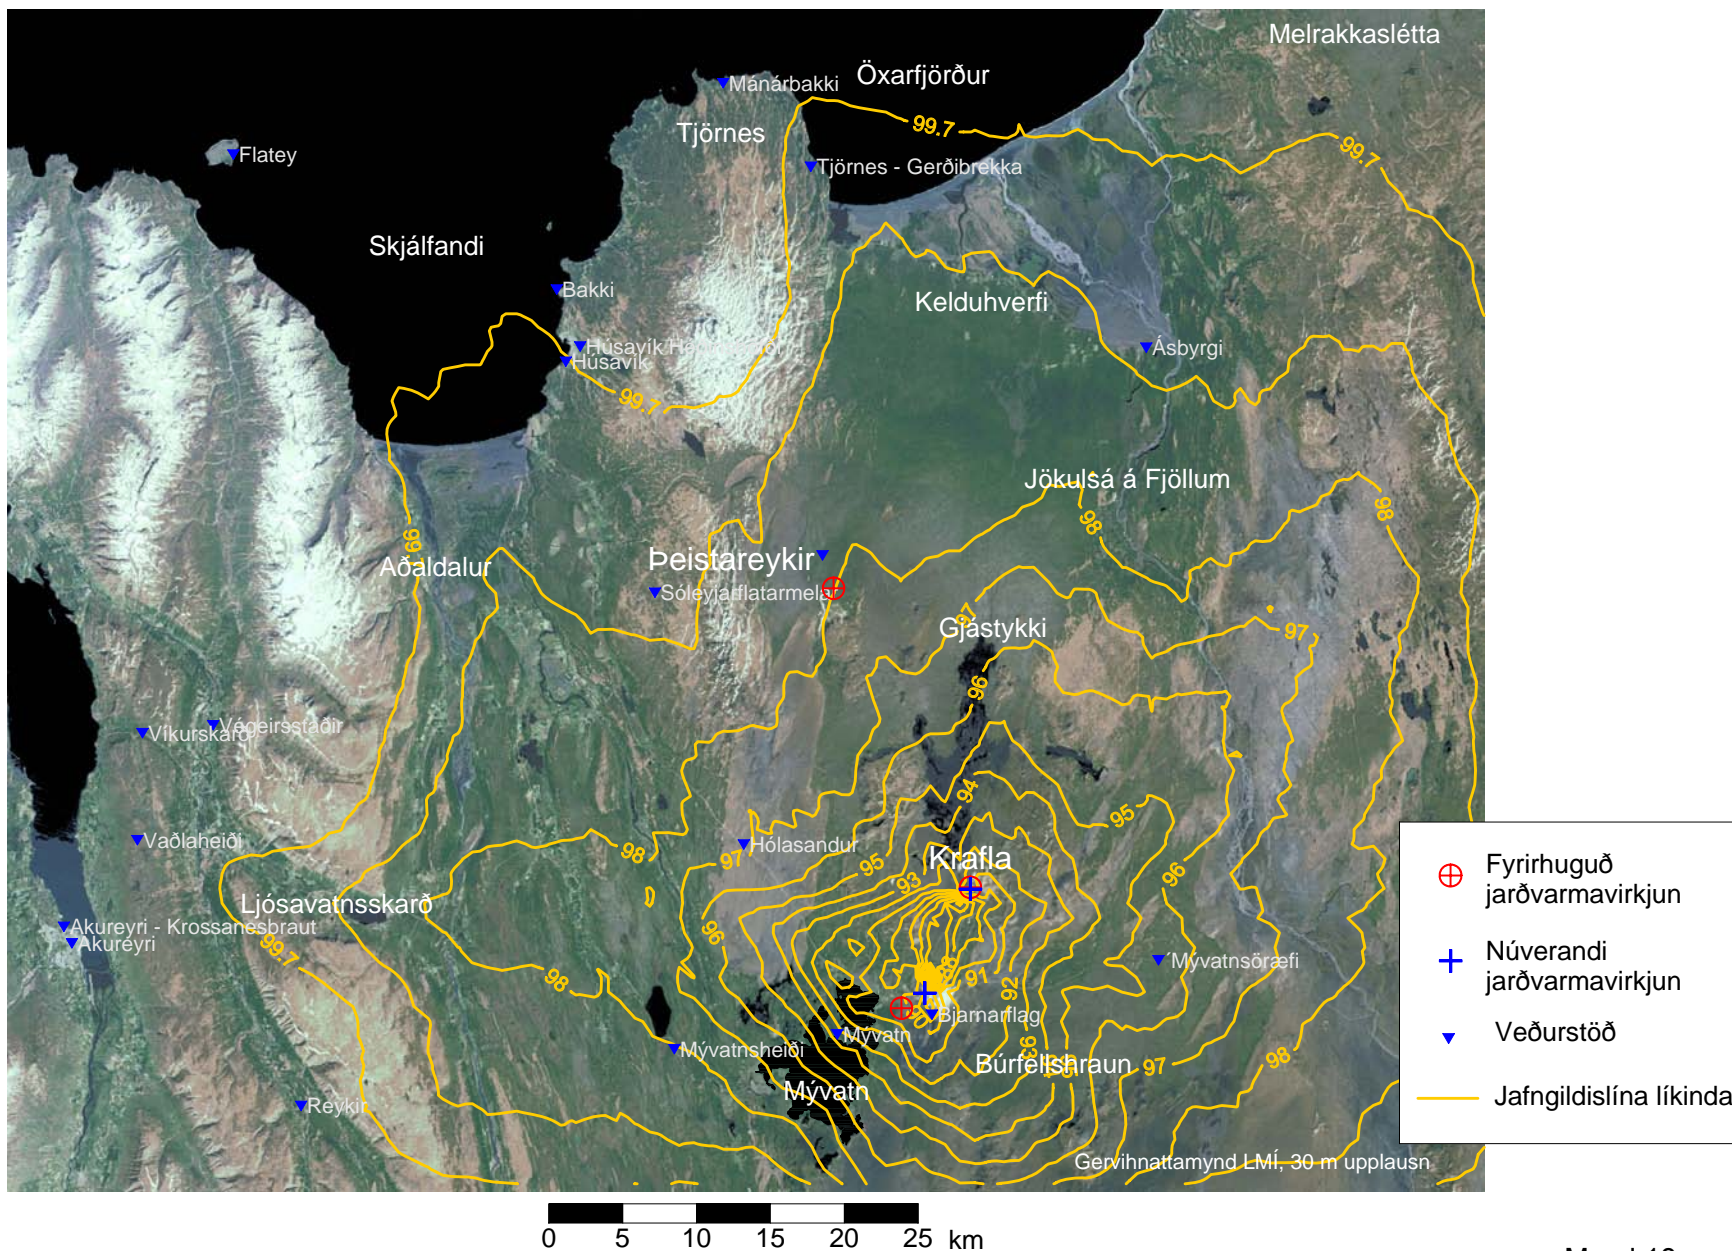 Melrakkaslétta
Öxarfjörður
Mánárbakki
Tjörnes
99.7
99.7
Flatey
Tjörnes - Gerðibrekka
Skjálfandi
Bakki
Kelduhverfi
Húsavík
Ásbyrgi
Húsavík
99.7
Jökulsá á Fjöllum
98
98
99
Aðaldalur
Þeistareykir
Sóleyjarflatarmelar
97
Gjástykki
97
96
Végeirsstaðir
Víkurskarð
94
95
Vaðlaheiði
98
97
Hólasandur
95
Krafla
93
96
Ljósavatnsskarð
Akureyri - Krossanesbraut
Akureyri
99.7
96
98
88
91
92
Mývatnsöræfi
90
Bjarnarflag
Mývatn
Mývatnsheiði
93
Búrfellshraun
97
98
Mývatn
Reykir
Gervihnattamynd LMÍ, 30 m upplausn
Fyrirhuguð
jarðvarmavirkjun
Núverandi
jarðvarmavirkjun
Veðurstöð
Jafngildislína líkinda
0 5 10 15 20 25 km